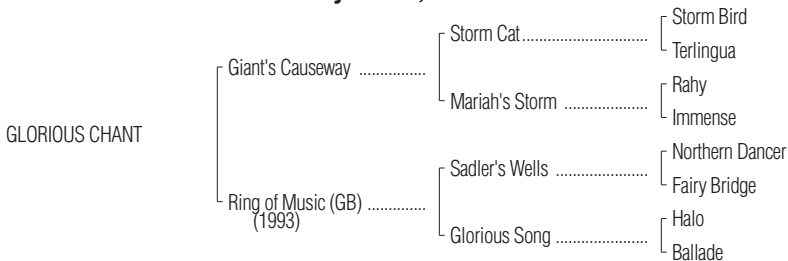 Storm Bird
Storm Cat..............................
Terlingua
Giant's Causeway ................
Rahy
Mariah's Storm ....................
Immense
GLORIOUS CHANT
Northern Dancer
Sadler's Wells ......................
Fairy Bridge
Ring of Music (GB) ..............
(1993)
Halo
Glorious Song ......................
Ballade